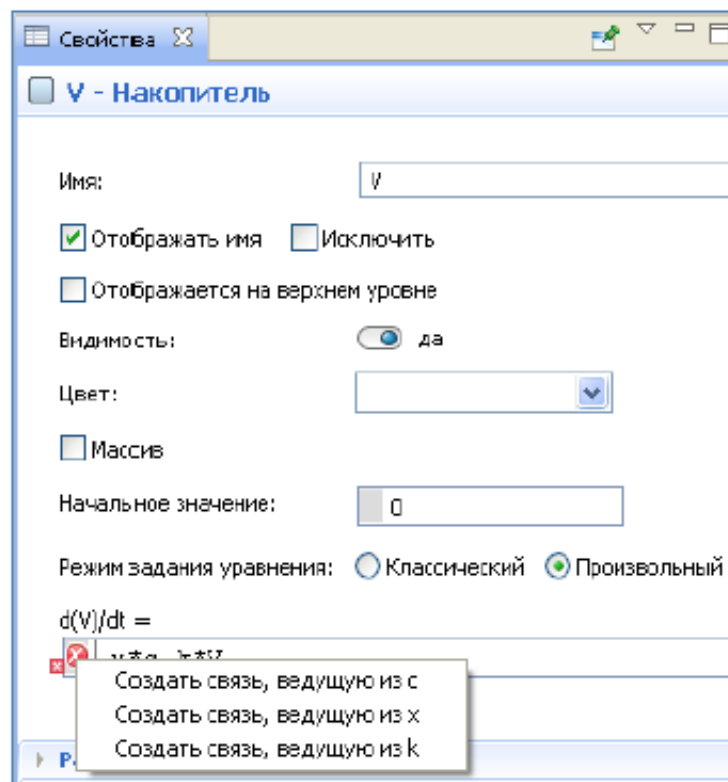 Свойства
V - Накопитель
Имя: V
Отображать имя Исключить
Отображается на верхнем уровне
Видимость: да
Цвет:
Массив
Начальное значение: 0
Режим задания уравнения: Классический Произвольный
d(V)/dt =
Создать связь, ведущую из c
Создать связь, ведущую из x
Создать связь, ведущую из k